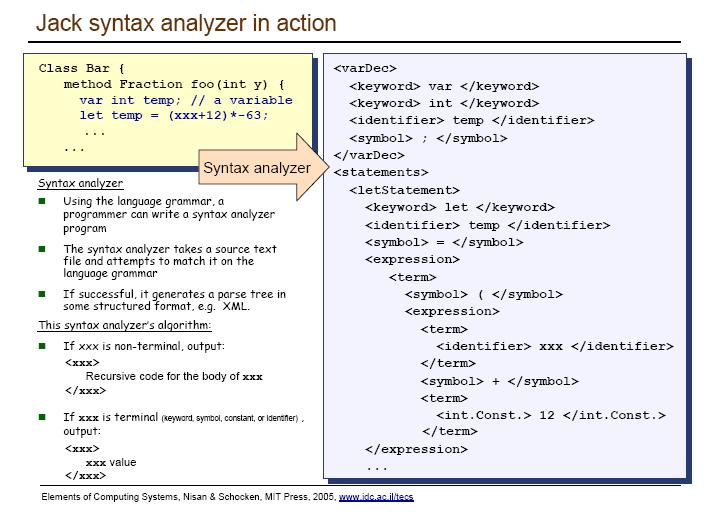 Jack syntax analyzer in action
Class Bar {
method Fraction foo(int y) {
var int temp; // a variable
let temp = (xxx+12)*-63;
...
...
Syntax analyzer
Syntax analyzer
Using the language grammar, a
programmer can write a syntax analyzer
program
The syntax analyzer takes a source text
file and attempts to match it on the
language grammar
If successful, it generates a parse tree in
some structured format, e.g. XML.
This syntax analyzer's algorithm:
If xxx is non-terminal, output:
<xxx>
Recursive code for the body of xxx
</xxx>
If xxx is terminal (keyword, symbol, constant, or identifier) ,
output:
<xxx>
xxx value
</xxx>
<varDec>
<keyword> var </keyword>
<keyword> int </keyword>
<identifier> temp </identifier>
<symbol> ; </symbol>
</varDec>
<statements>
<letStatement>
<keyword> let </keyword>
<identifier> temp </identifier>
<symbol> = </symbol>
<expression>
<term>
<symbol> ( </symbol>
<expression>
<term>
<identifier> xxx </identifier>
</term>
<symbol> + </symbol>
<term>
<int.Const.> 12 </int.Const.>
</term>
</expression>
...
Elements of Computing Systems, Nisan & Schocken, MIT Press, 2005, www.idc.ac.il/tecs